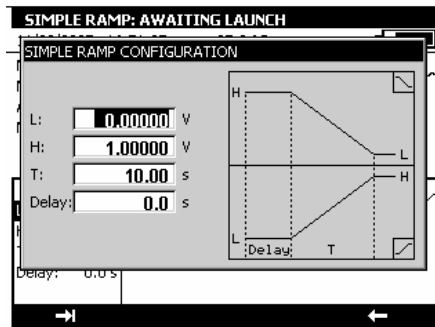 SIMPLE RAMP: AWAITING LAUNCH
SIMPLE RAMP CONFIGURATION
L: 0.00000 V
H: 1.00000 V
T: 10.00 s
Delay: 0.0 s
H
L
H
L
Delay T
Delay: 0.0 s